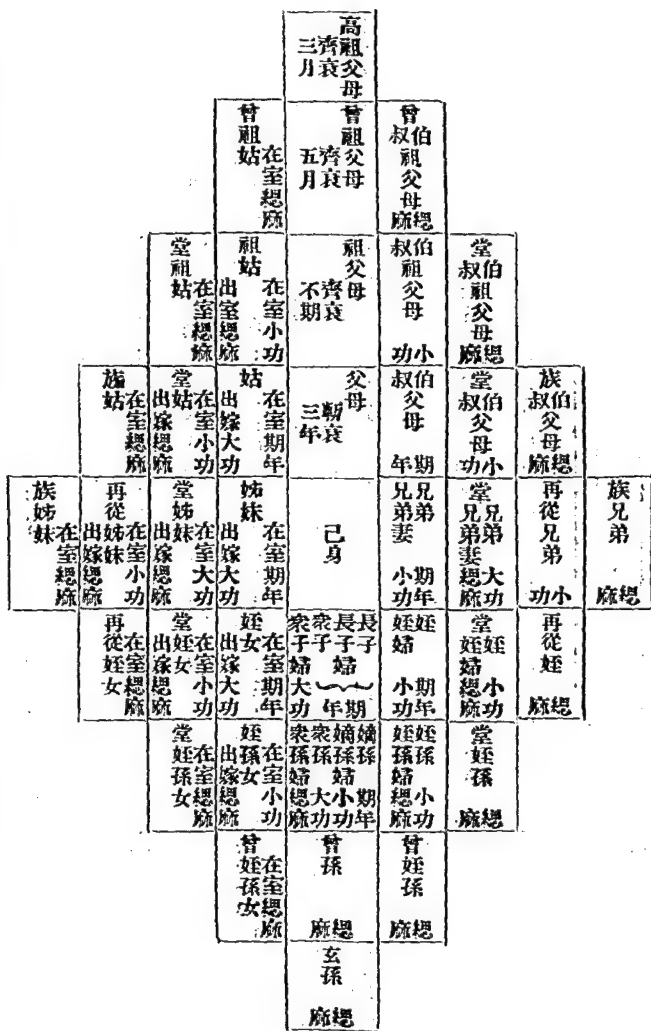 高祖父母
齊衰三月
曾伯叔祖父母
緦麻
曾祖父母
齊衰五月
曾祖姑
在室緦麻
堂伯叔祖父母
緦麻
伯叔祖父母
小功
祖父母
齊衰不期
祖姑
在室小功
出室緦麻
堂祖姑
在室緦麻
族伯叔父母
緦麻
堂伯叔父母
小功
伯叔父母
期年
父母
斬衰三年
姑
在室期年
出嫁大功
堂姑
在室小功
出嫁緦麻
族姑
在室緦麻
族兄弟
緦麻
再從兄弟
小功
堂兄弟大功
兄弟妻緦麻
兄弟期年
兄弟妻小功
己身
姊妹
在室期年
出嫁大功
堂姊妹
在室大功
出嫁緦麻
再從姊妹
在室小功
出嫁緦麻
族姊妹
在室緦麻
再從姪
緦麻
堂姪小功
姪婦緦麻
姪期年
姪婦小功
長子
長子婦
期年
衆子
衆子婦大功
姪女
在室期年
出嫁大功
堂姪女
在室小功
出嫁緦麻
再從姪女
在室緦麻
堂姪孫
緦麻
姪孫小功
姪孫婦緦麻
嫡孫期年
嫡孫婦小功
衆孫大功
衆孫婦緦麻
姪孫女
在室小功
出嫁緦麻
堂姪孫女
在室緦麻
曾姪孫
緦麻
曾孫
緦麻
曾姪孫女
在室緦麻
玄孫
緦麻